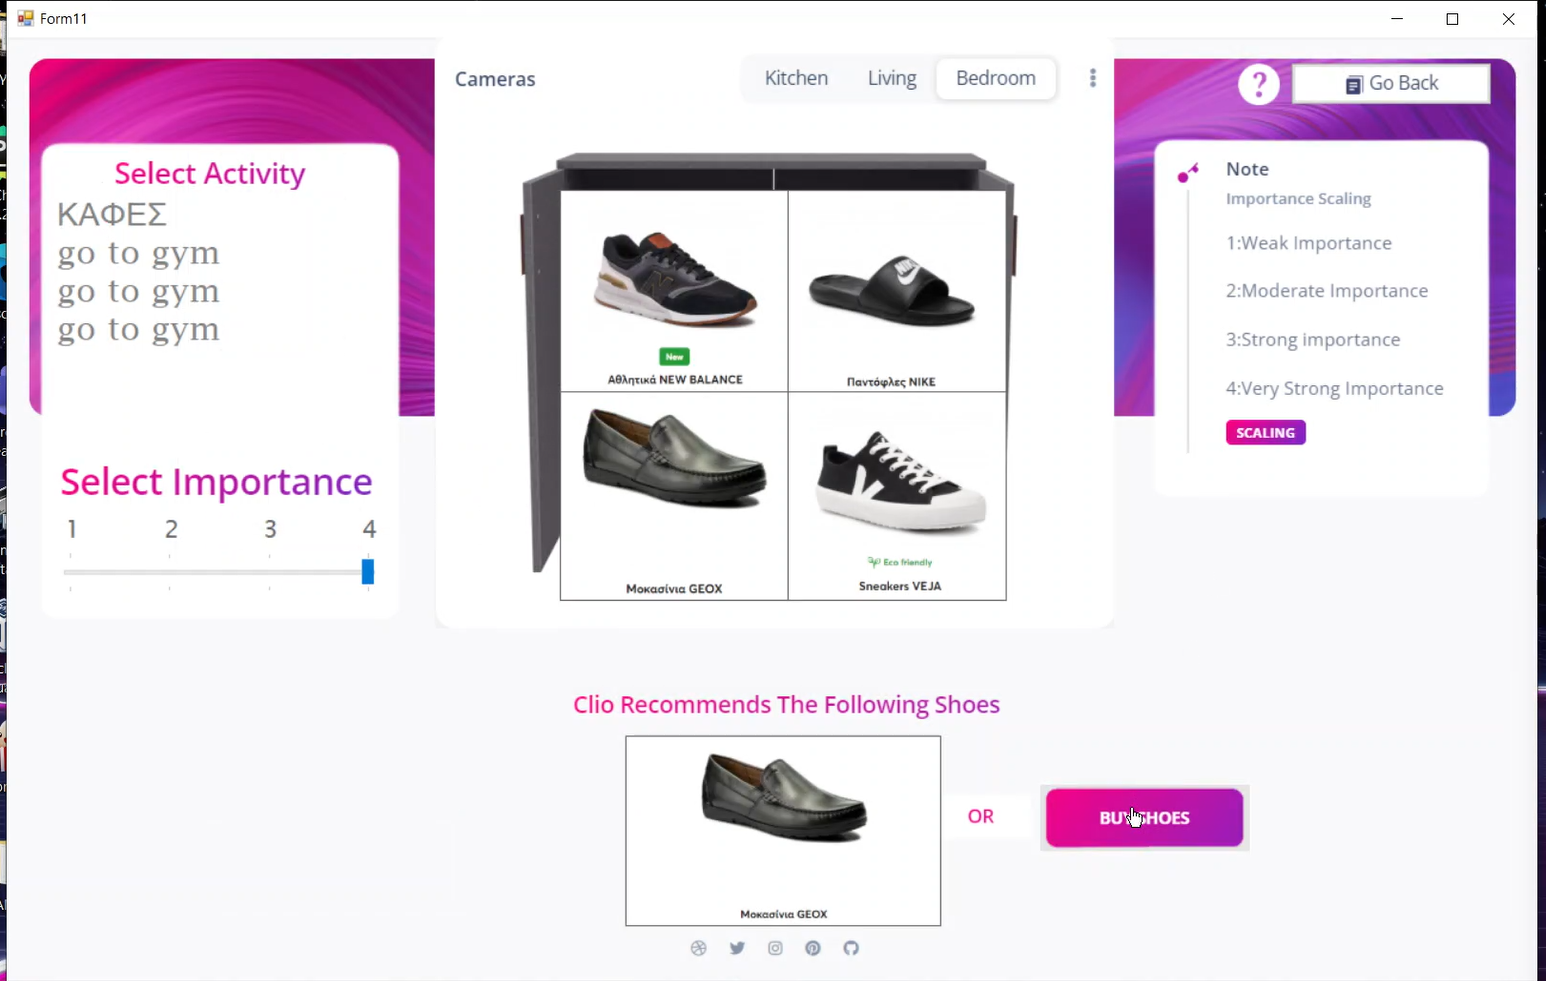 Form11
Cameras
Kitchen Living Bedroom
? Go Back
Select Activity
ΚΑΦΕΣ
go to gym
go to gym
go to gym
Select Importance
1 2 3 4
New
Αθλητικά NEW BALANCE
NIKE
Παντόφλες NIKE
Μοκασίνια GEOX
Eco friendly
Sneakers VEJA
Note
Importance Scaling
1:Weak Importance
2:Moderate Importance
3:Strong importance
4:Very Strong Importance
SCALING
Clio Recommends The Following Shoes
Μοκασίνια GEOX
OR
BUY SHOES